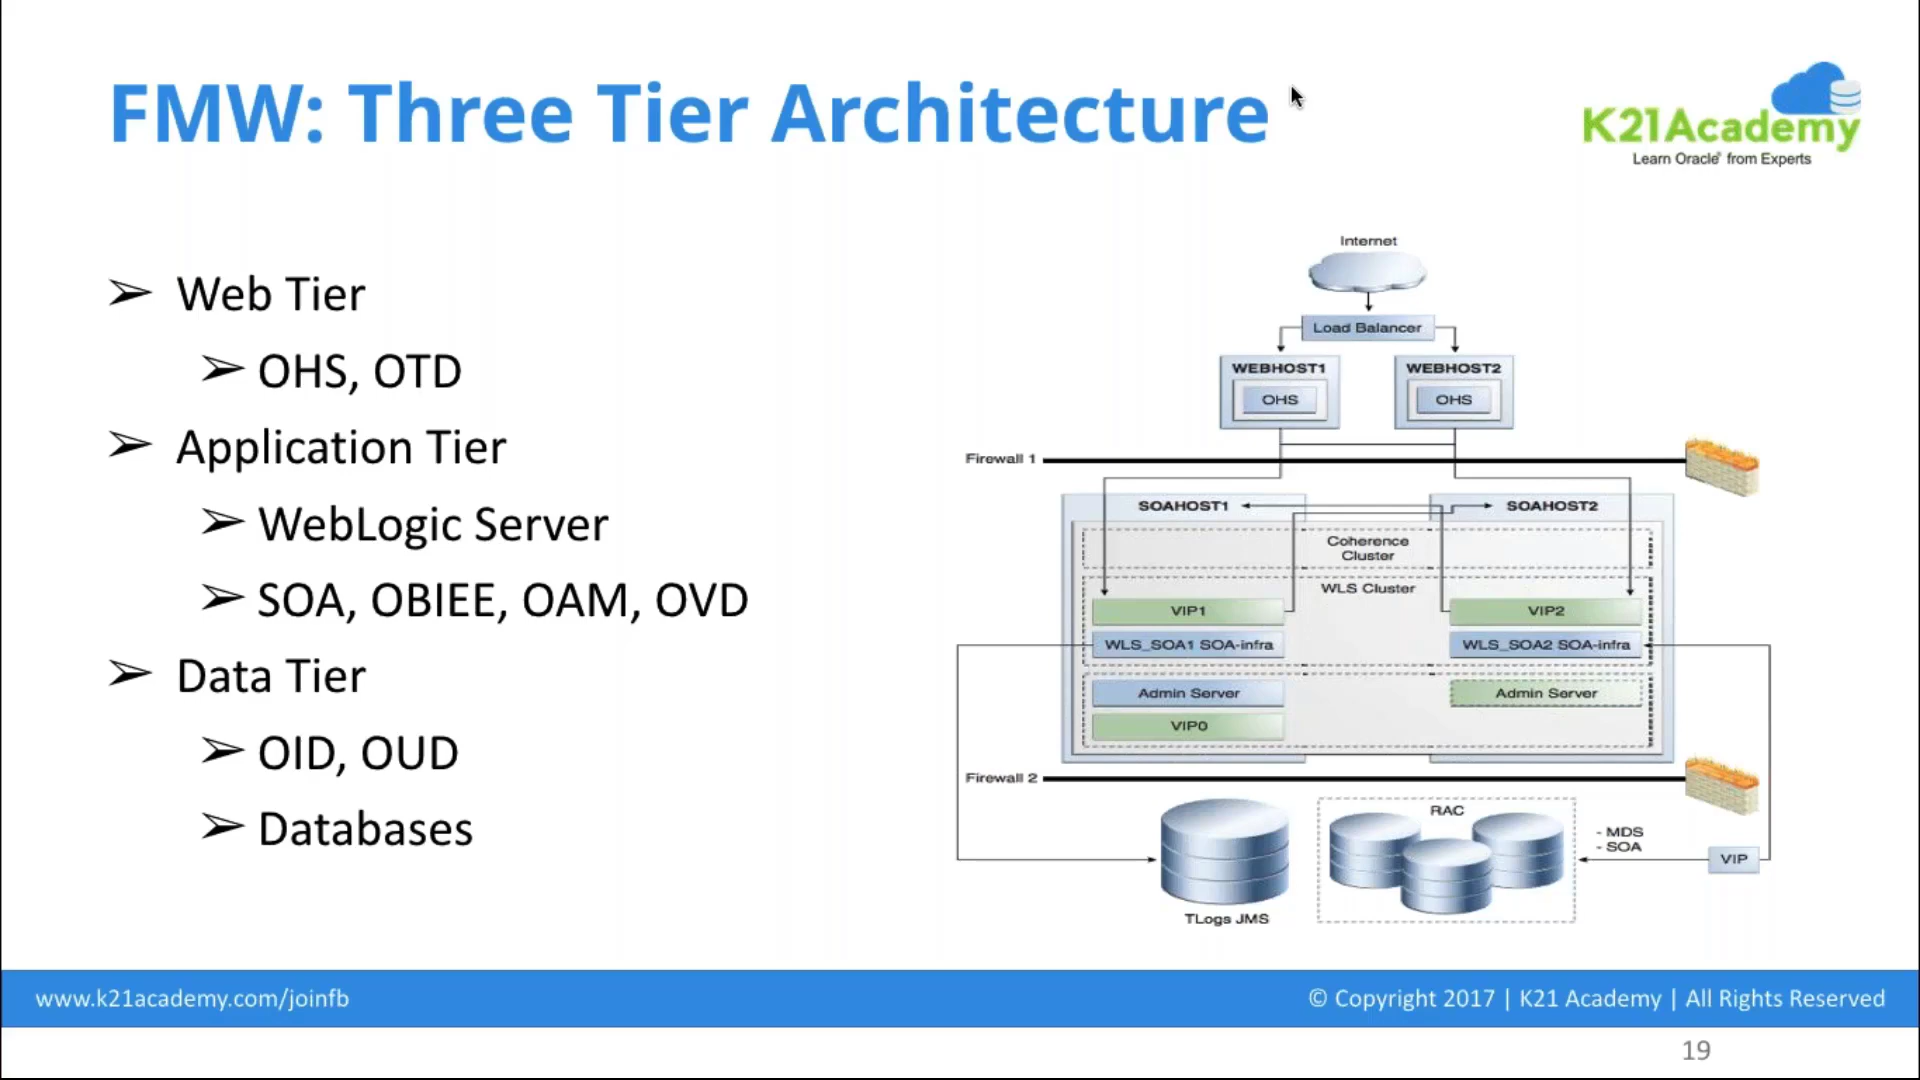 FMW: Three Tier Architecture
K21Academy
Learn Oracle® from Experts
➢ Web Tier
➢ OHS, OTD
➢ Application Tier
➢ WebLogic Server
➢ SOA, OBIEE, OAM, OVD
➢ Data Tier
➢ OID, OUD
➢ Databases
Internet
Load Balancer
WEBHOST1
WEBHOST2
OHS
OHS
Firewall 1
SOAHOST1
SOAHOST2
Coherence
Cluster
WLS Cluster
VIP1
VIP2
WLS_SOA1 SOA-infra
WLS_SOA2 SOA-infra
Admin Server
Admin Server
VIP0
Firewall 2
RAC
- MDS
- SOA
VIP
TLogs JMS
www.k21academy.com/joinfb
© Copyright 2017 | K21 Academy | All Rights Reserved
19